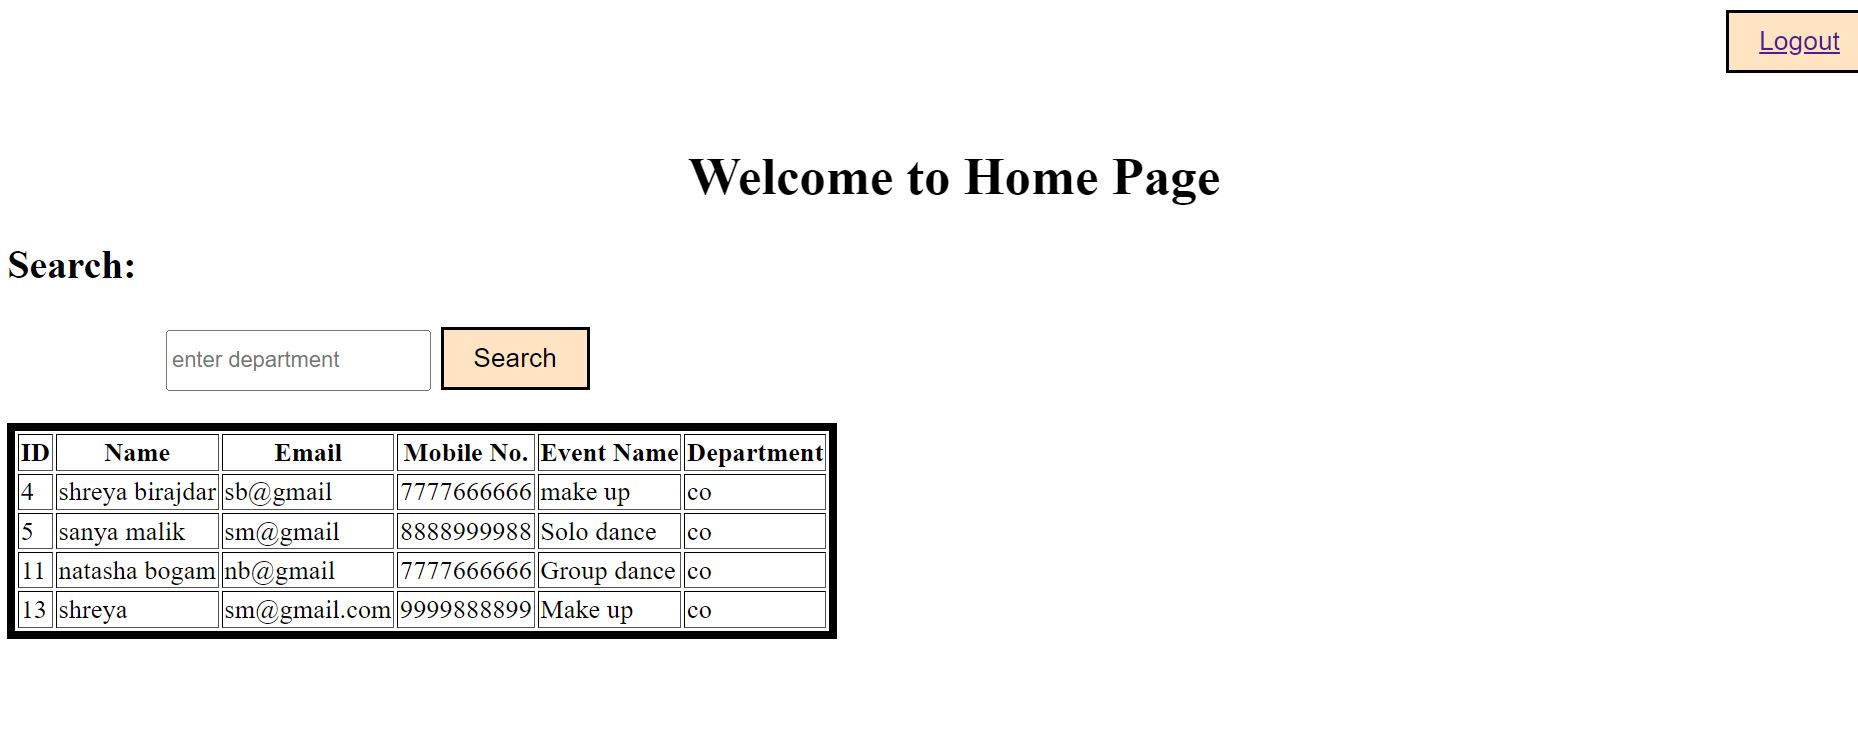 Logout
Welcome to Home Page
Search:
enter department Search
ID Name Email Mobile No. Event Name Department
4 shreya birajdar sb@gmail 7777666666 make up co
5 sanya malik sm@gmail 8888999988 Solo dance co
11 natasha bogam nb@gmail 7777666666 Group dance co
13 shreya sm@gmail.com 9999888899 Make up co